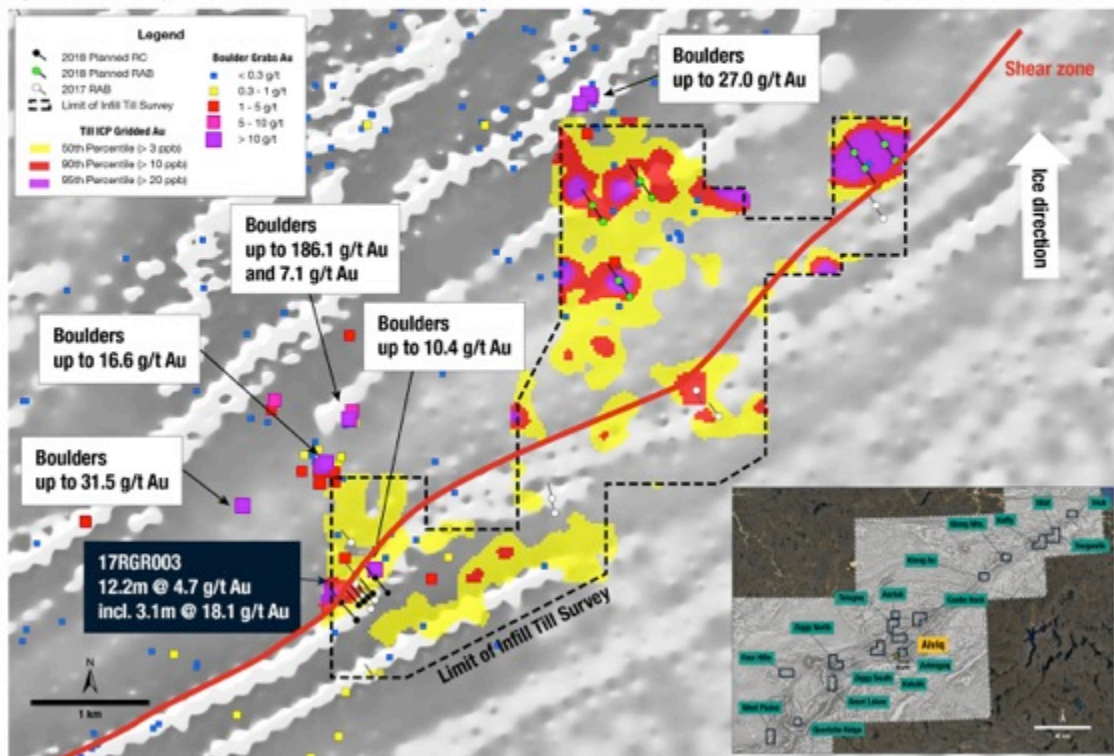 Legend
2018 Planned RC
2018 Planned RAB
2017 RAB
Limit of Infill Till Survey
Till ICP Gridded Au
50th Percentile (> 3 ppb)
90th Percentile (> 10 ppb)
95th Percentile (> 20 ppb)
Boulder Grabs Au
< 0.3 g/t
0.3 - 1 g/t
1 - 5 g/t
5 - 10 g/t
> 10 g/t
Boulders
up to 27.0 g/t Au
Shear zone
Ice direction
Boulders
up to 186.1 g/t Au
and 7.1 g/t Au
Boulders
up to 10.4 g/t Au
Boulders
up to 16.6 g/t Au
Boulders
up to 31.5 g/t Au
17RGR003
12.2m @ 4.7 g/t Au
incl. 3.1m @ 18.1 g/t Au
Limit of Infill Till Survey
N
1 km
Aiviq
Ziggy North
Ziggy South